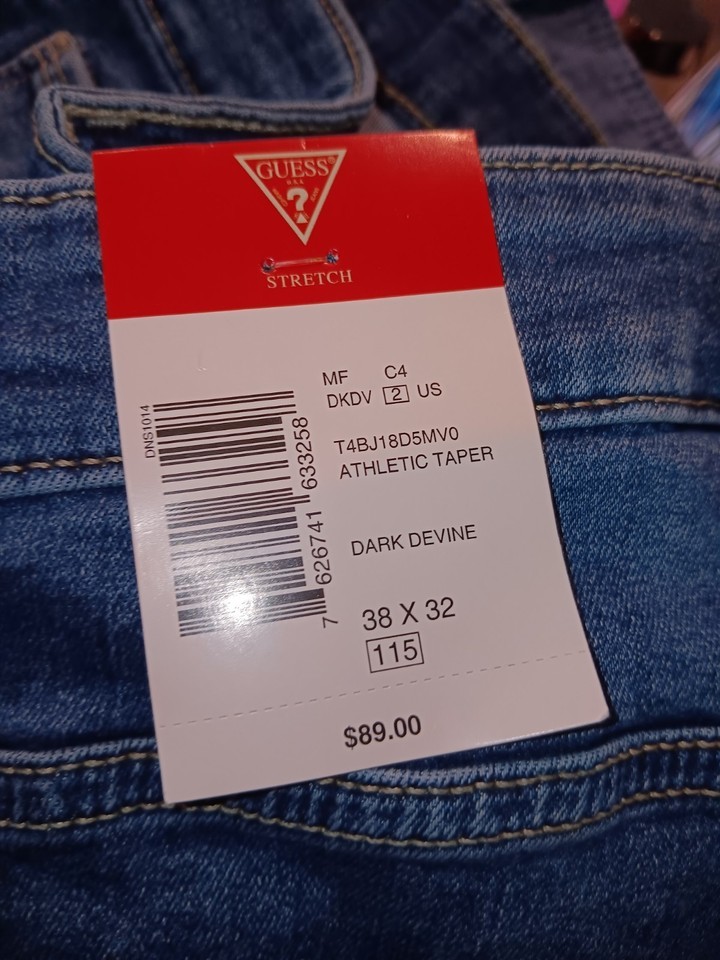 GUESS®
U.S.A.
?
STRETCH
MF C4
DKDV 2 US
DNS1014
7 626741 633258
T4BJ18D5MV0
ATHLETIC TAPER
DARK DEVINE
38 X 32
115
$89.00